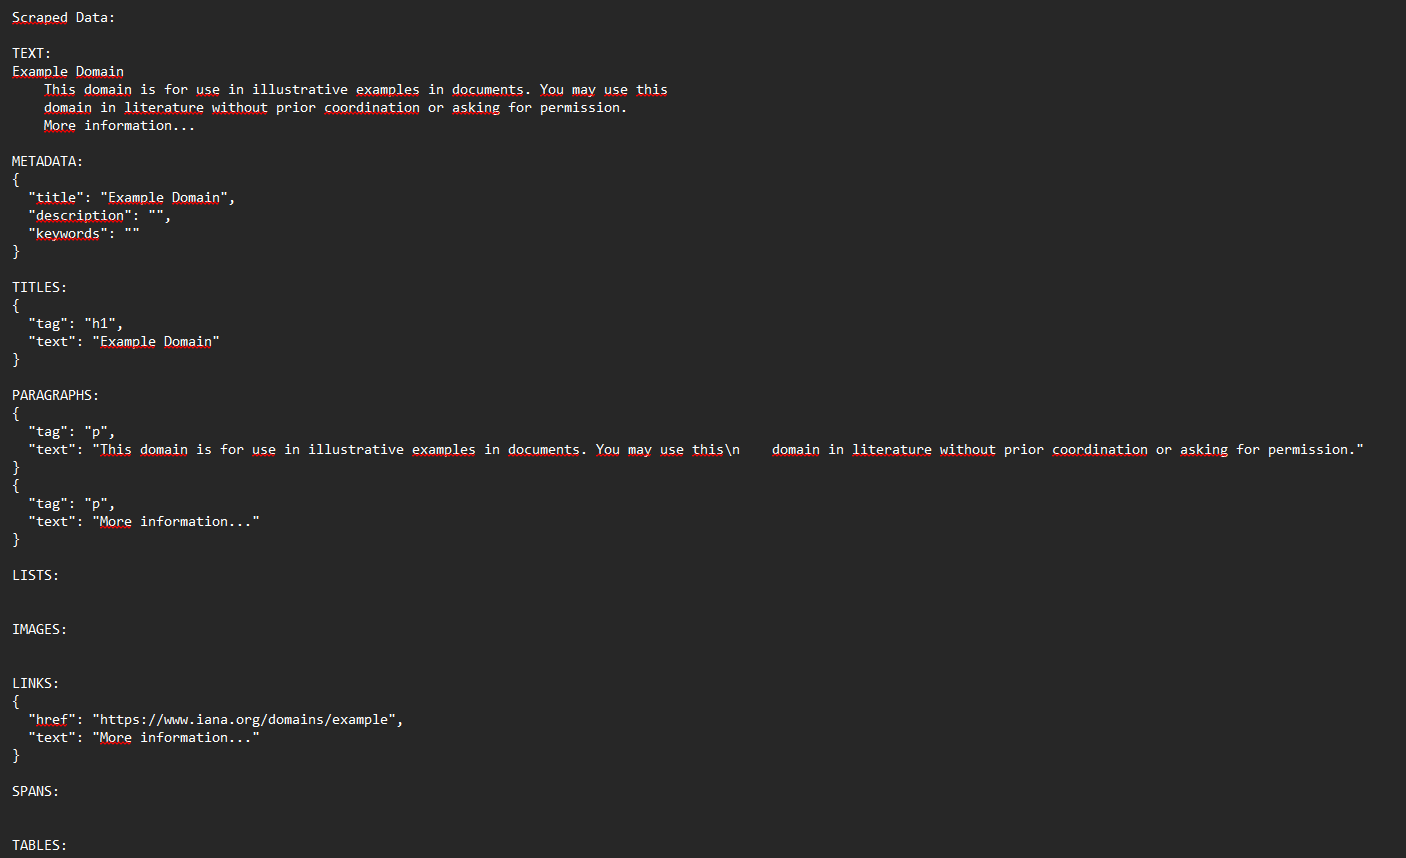 Scraped Data:

TEXT:
Example Domain
    This domain is for use in illustrative examples in documents. You may use this
    domain in literature without prior coordination or asking for permission.
    More information...

METADATA:
{
  "title": "Example Domain",
  "description": "",
  "keywords": ""
}

TITLES:
{
  "tag": "h1",
  "text": "Example Domain"
}

PARAGRAPHS:
{
  "tag": "p",
  "text": "This domain is for use in illustrative examples in documents. You may use this\n    domain in literature without prior coordination or asking for permission."
}
{
  "tag": "p",
  "text": "More information..."
}

LISTS:


IMAGES:


LINKS:
{
  "href": "https://www.iana.org/domains/example",
  "text": "More information..."
}

SPANS:


TABLES: